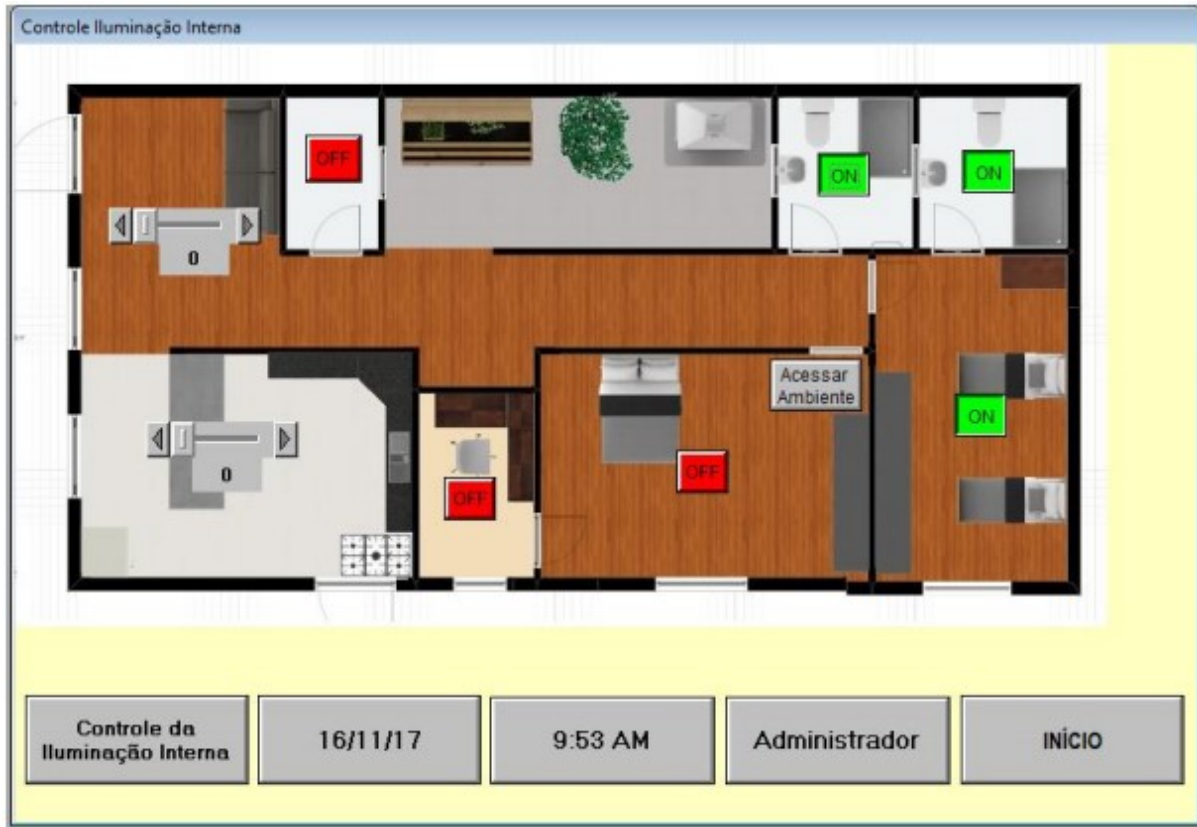 Controle Iluminação Interna
OFF
ON
ON
0
Acessar
Ambiente
ON
0
OFF
OFF
Controle da
Iluminação Interna
16/11/17
9:53 AM
Administrador
INÍCIO